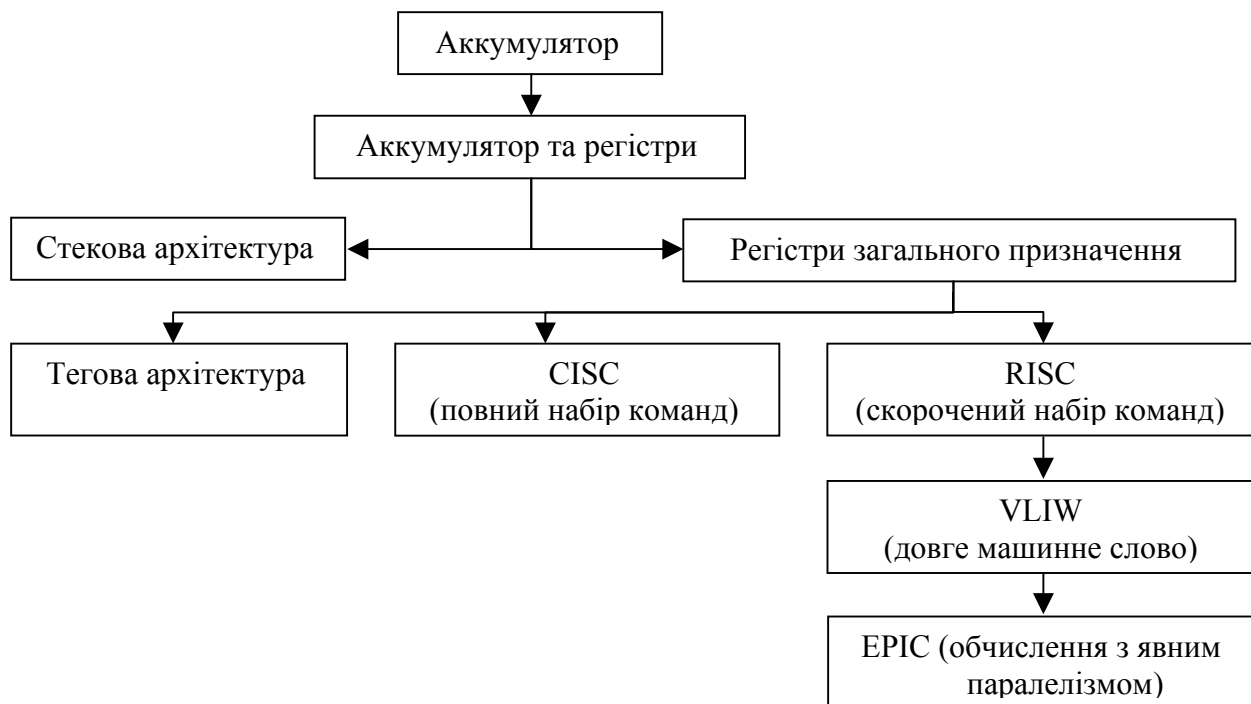 Аккумулятор
Аккумулятор та регістри
Стекова архітектура
Регістри загального призначення
Тегова архітектура
CISC
(повний набір команд)
RISC
(скорочений набір команд)
VLIW
(довге машинне слово)
EPIC (обчислення з явним
паралелізмом)